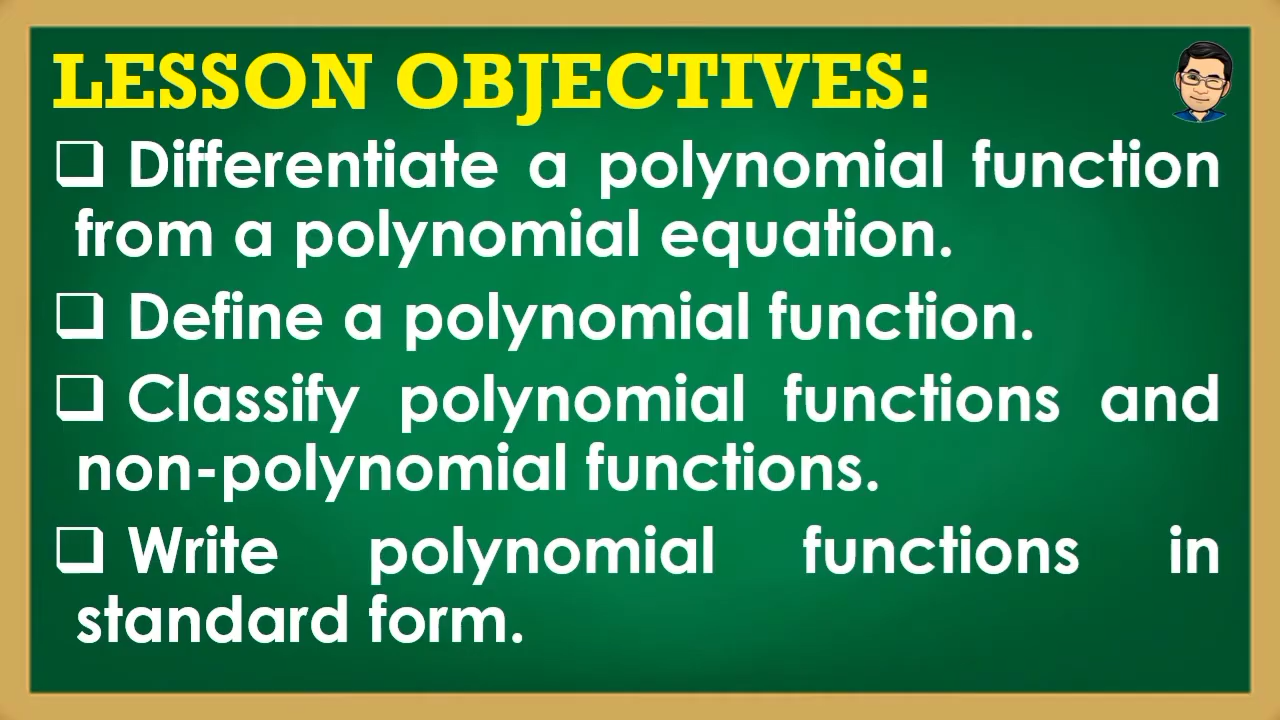 LESSON OBJECTIVES:
❑ Differentiate a polynomial function
from a polynomial equation.
❑ Define a polynomial function.
❑ Classify polynomial functions and
non-polynomial functions.
❑ Write polynomial functions in
standard form.